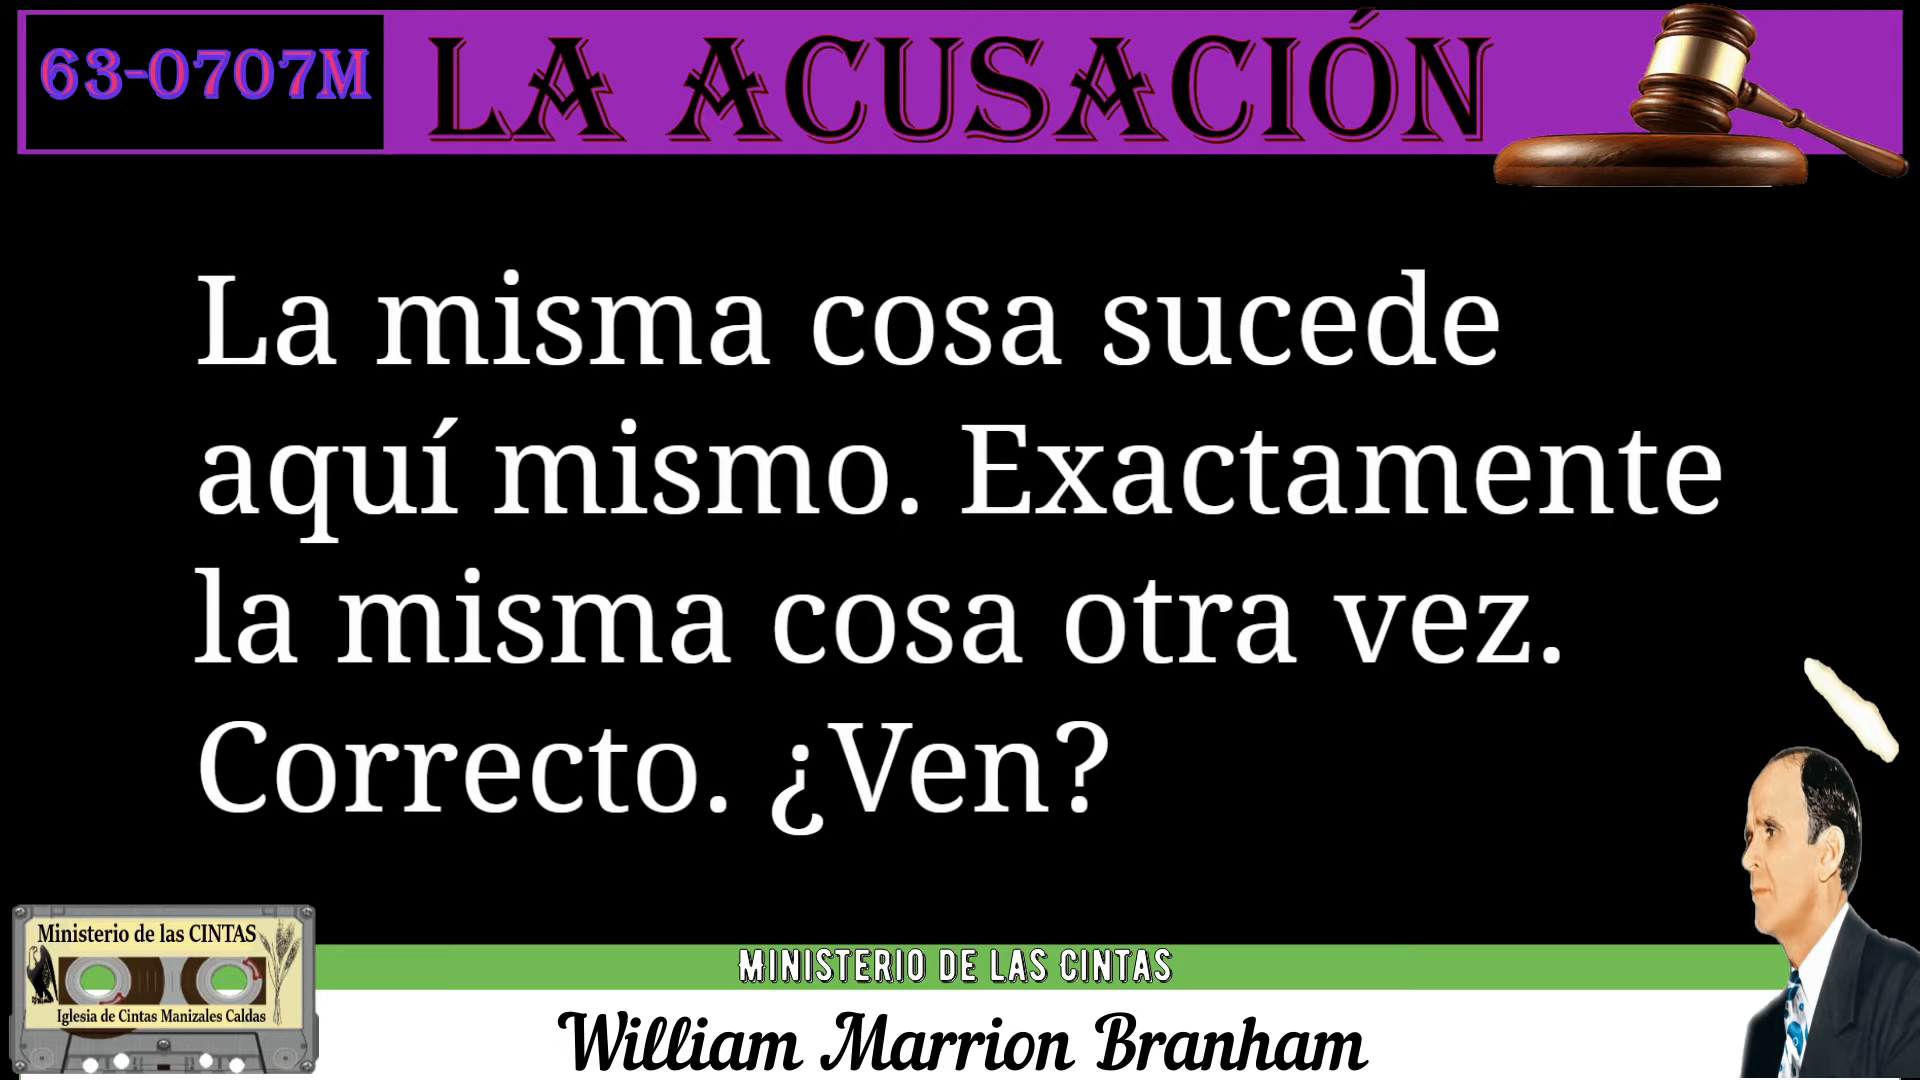 63-0707M
LA ACUSACIÓN
La misma cosa sucede
aquí mismo. Exactamente
la misma cosa otra vez.
Correcto. ¿Ven?
Ministerio de las CINTAS
Iglesia de Cintas Manizales Caldas
MINISTERIO DE LAS CINTAS
William Marrion Branham